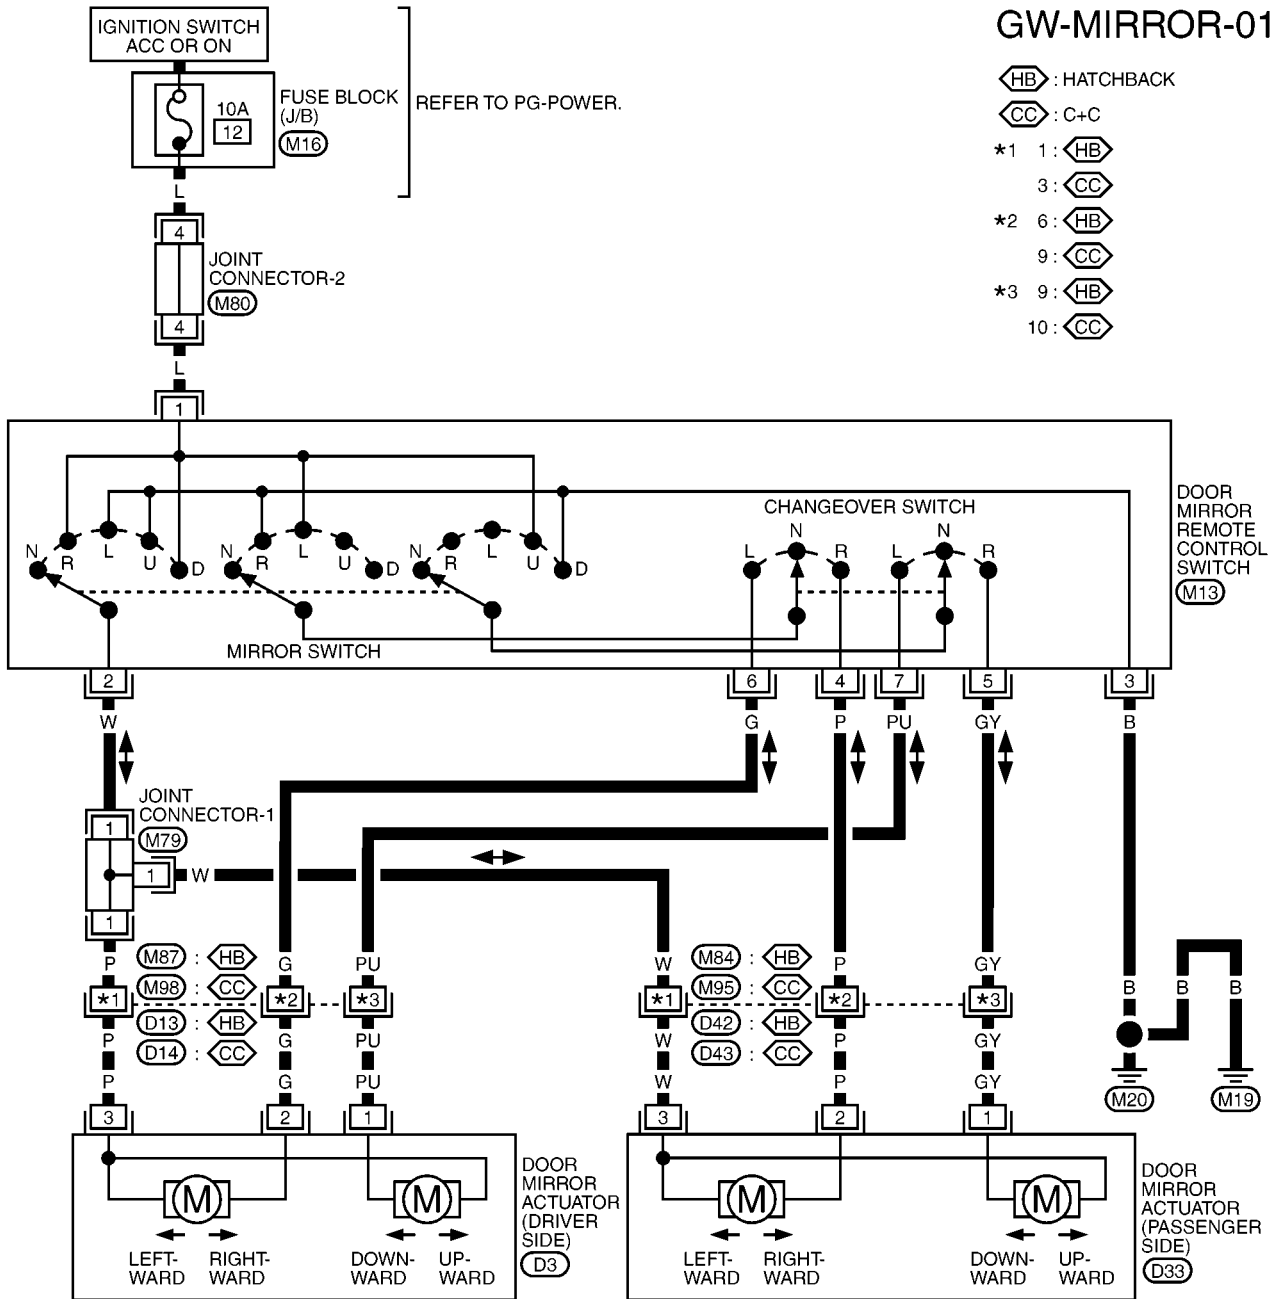 GW-MIRROR-01
IGNITION SWITCH
ACC OR ON
10A
12
FUSE BLOCK
(J/B)
M16
REFER TO PG-POWER.
HB : HATCHBACK
CC : C+C
*1 1 : HB
3 : CC
*2 6 : HB
9 : CC
*3 9 : HB
10 : CC
L
4
JOINT
CONNECTOR-2
M80
4
L
1
CHANGEOVER SWITCH
N R L U D
N R L U D
N R L U D
L N R
L N R
MIRROR SWITCH
DOOR
MIRROR
REMOTE
CONTROL
SWITCH
M13
2 6 4 7 5 3
W G P PU GY B
JOINT
CONNECTOR-1
M79
1
1 W
1
P M87 : HB G PU W M84 : HB P GY
M98 : CC M95 : CC B B B
*1 *2 *3 *1 *2 *3
D13 : HB D42 : HB
P G PU W P GY
D14 : CC D43 : CC
P G PU W P GY
M20 M19
3 2 1 3 2 1
M M M M
LEFT-
WARD
RIGHT-
WARD
DOWN-
WARD
UP-
WARD
DOOR
MIRROR
ACTUATOR
(DRIVER
SIDE)
D3
LEFT-
WARD
RIGHT-
WARD
DOWN-
WARD
UP-
WARD
DOOR
MIRROR
ACTUATOR
(PASSENGER
SIDE)
D33